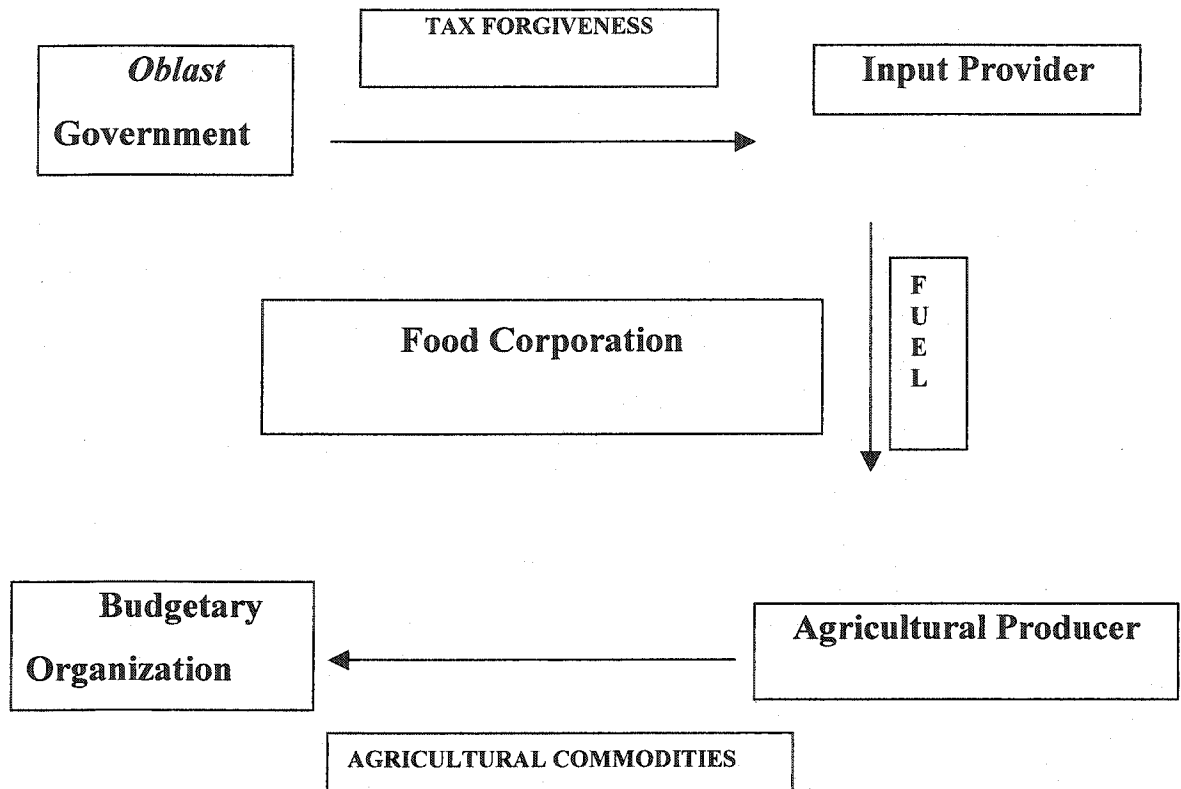 TAX FORGIVENESS
Oblast
Government
Input Provider
F
U
E
L
Food Corporation
Budgetary
Organization
Agricultural Producer
AGRICULTURAL COMMODITIES